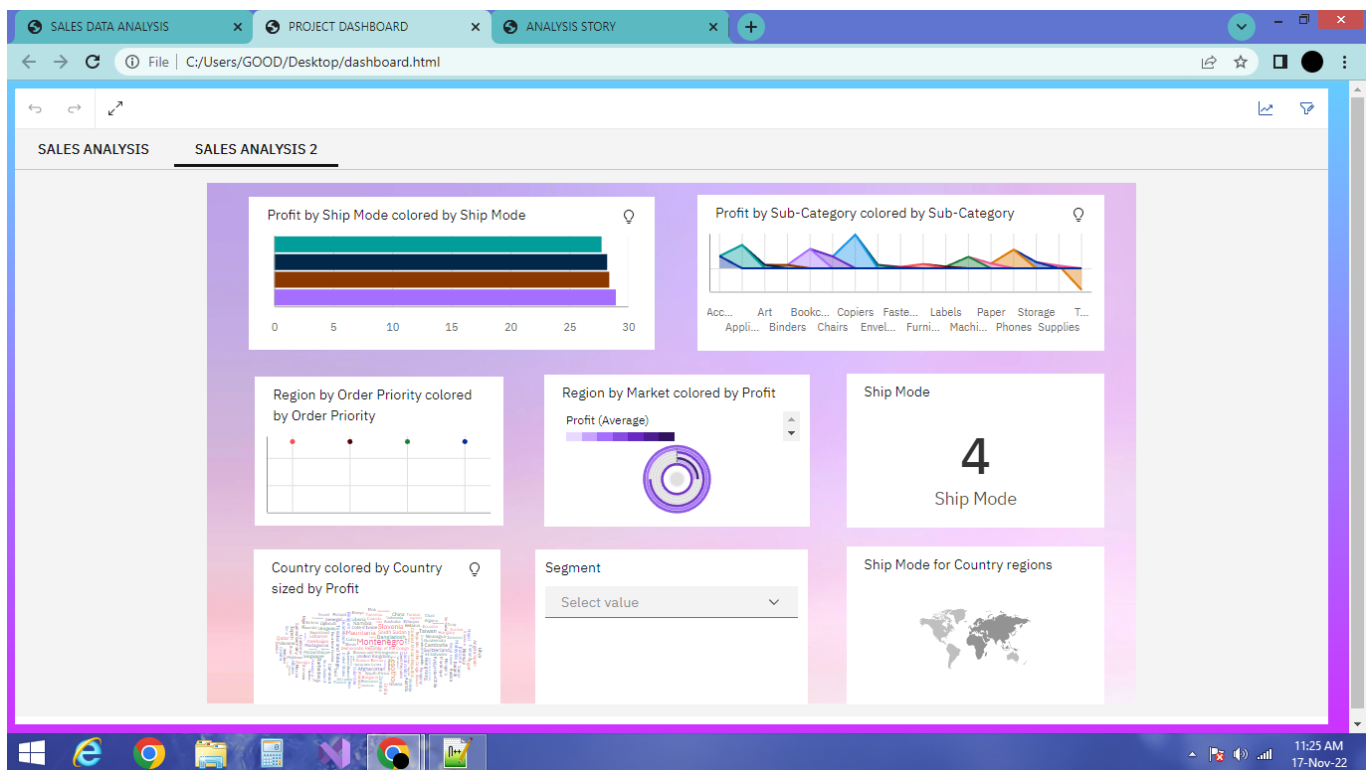 SALES DATA ANALYSIS
PROJECT DASHBOARD
ANALYSIS STORY
File
C:/Users/GOOD/Desktop/dashboard.html
SALES ANALYSIS
SALES ANALYSIS 2
Profit by Ship Mode colored by Ship Mode
0 5 10 15 20 25 30
Profit by Sub-Category colored by Sub-Category
Acc... Art Bookc... Copiers Faste... Labels Paper Storage T...
Appli... Binders Chairs Envel... Furni... Machi... Phones Supplies
Region by Order Priority colored
by Order Priority
Region by Market colored by Profit
Profit (Average)
Ship Mode
4
Ship Mode
Country colored by Country
sized by Profit
Slovonia
Mauritania
Montenegro
Segment
Select value
Ship Mode for Country regions
11:25 AM
17-Nov-22